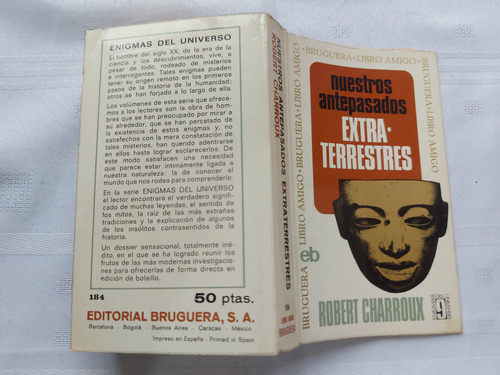 ENIGMAS DEL UNIVERSO
El hombre del siglo XX, de la era de la
ciencia y los descubrimientos, vive, a
pesar de todo, rodeado de misterios
e interrogantes. Tales enigmas pueden
tener su origen remoto en los primeros
pasos de la historia de la humanidad;
otros se han forjado a lo largo de ella.
Los volúmenes de esta serie que ofrece-
mos a los lectores son la obra de hom-
bres que se han preocupado por mirar a
su alrededor, que se han percatado de
la existencia de estos enigmas y, no
satisfechos con la mera constatación de
tales misterios, han querido adentrarse
en ellos hasta lograr esclarecerlos. De
este modo satisfacen una necesidad
que parece estar íntimamente ligada a
nuestra naturaleza: la de conocer el
mundo que nos rodea para comprenderlo.
En la serie ENIGMAS DEL UNIVERSO
el lector encontrará el verdadero signifi-
cado de muchas leyendas, el sentido de
los mitos, la raíz de las más extrañas
tradiciones y la explicación de algunos
de los insólitos contrasentidos de la
historia.
Un dossier sensacional, totalmente iné-
dito, en el que se ha logrado reunir los
frutos de las más modernas investigacio-
nes para ofrecerlas de forma directa en
edición de bolsillo.
184
50 ptas.
EDITORIAL BRUGUERA, S. A.
Barcelona - Bogotá - Buenos Aires - Caracas - México
Impreso en España - Printed in Spain
NUESTROS ANTEPASADOS EXTRATERRESTRES
ROBERT CHARROUX
184
BRUGUERA
BRUGUERA·LIBRO AMIGO·BRUGUERA·LIBRO AMIGO
BRUGUERA·LIBRO AMIGO
BRUGUERA·LIBRO AMIGO
nuestros
antepasados
EXTRA-
TERRESTRES
eb
ROBERT CHARROUX